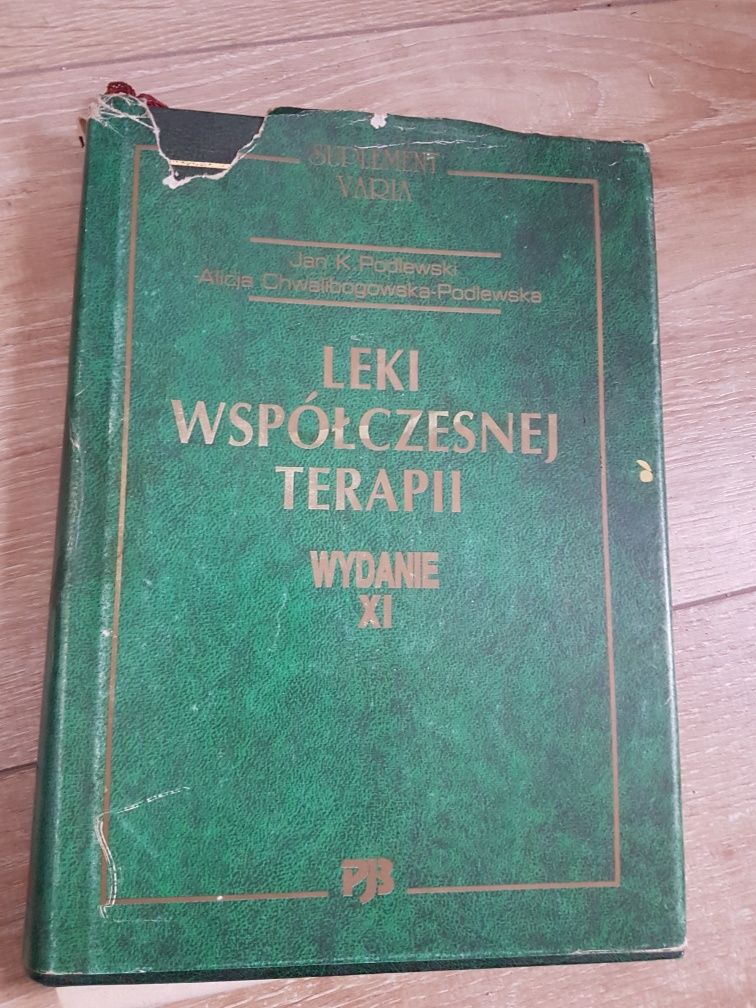 SUPLEMENT
VARIA
Jan K. Podlewski
Alicja Chwalibogowska-Podlewska
LEKI
WSPÓŁCZESNEJ
TERAPII
WYDANIE
XI
PJB